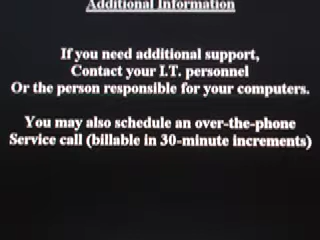 Additional Information
If you need additional support,
Contact your I.T. personnel
Or the person responsible for your computers.
You may also schedule an over-the-phone
Service call (billable in 30-minute increments)